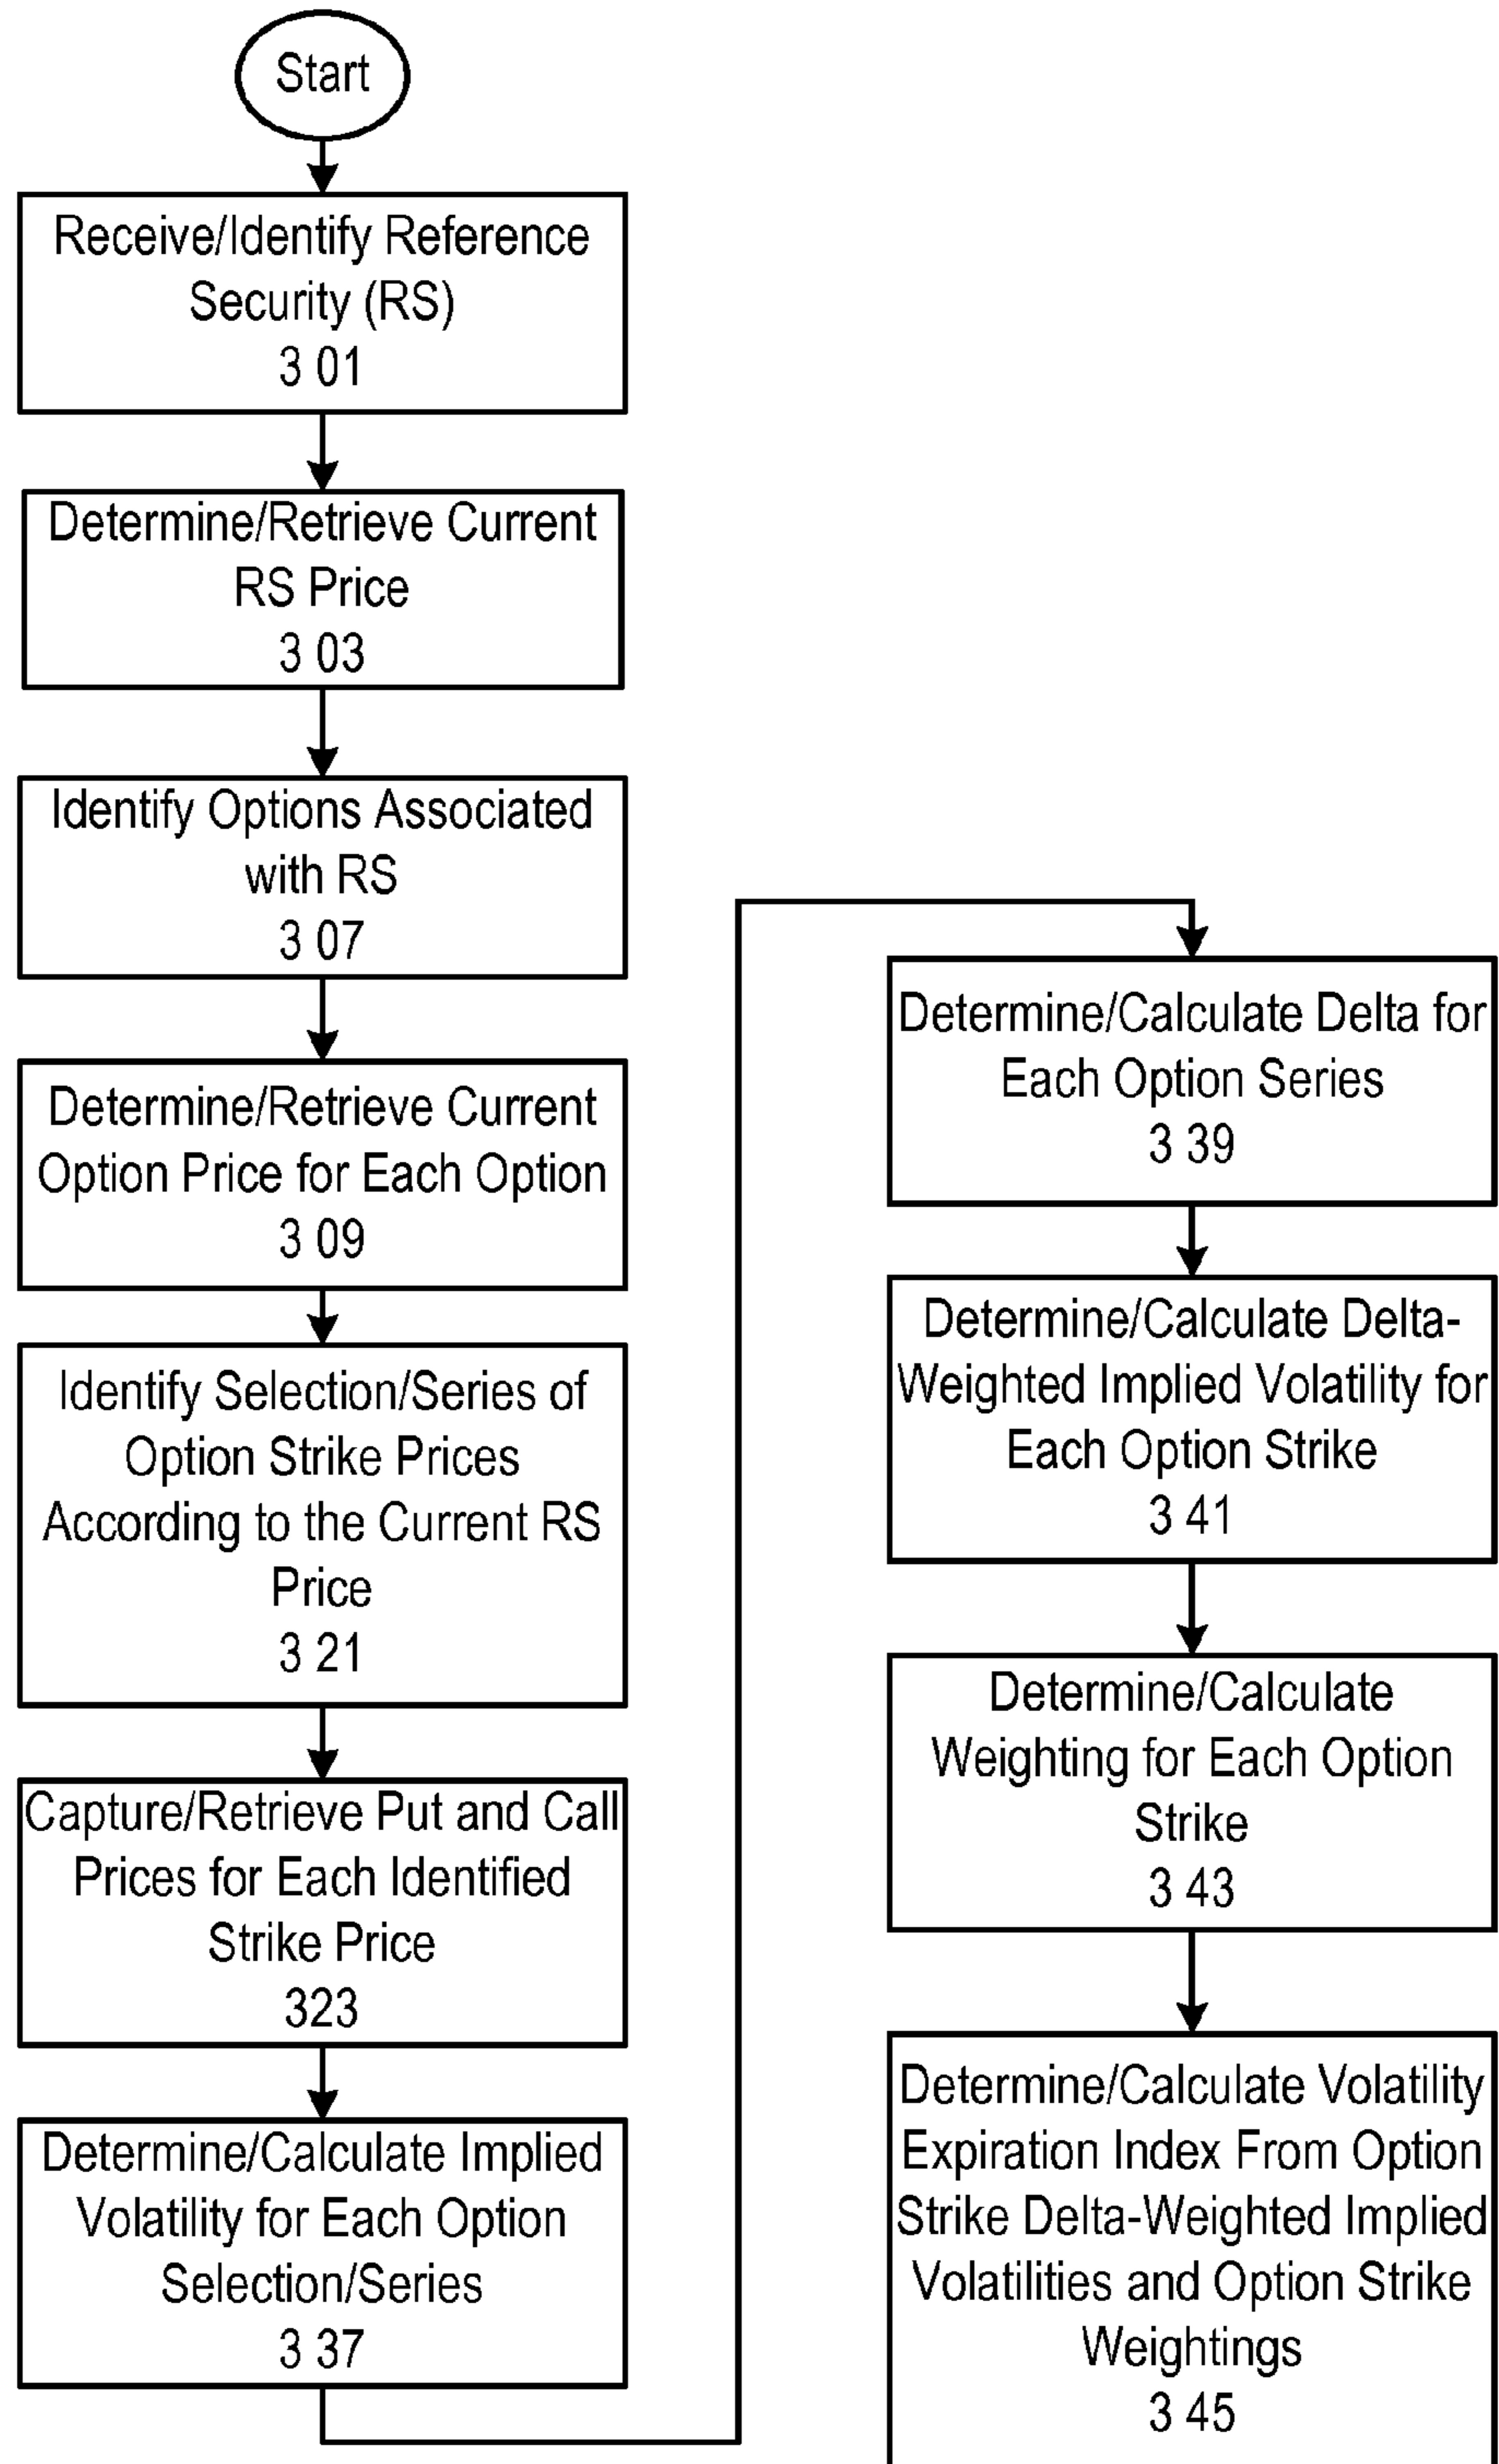 Start
Receive/Identify Reference
Security (RS)
3 01
Determine/Retrieve Current
RS Price
3 03
Identify Options Associated
with RS
3 07
Determine/Retrieve Current
Option Price for Each Option
3 09
Identify Selection/Series of
Option Strike Prices
According to the Current RS
Price
3 21
Capture/Retrieve Put and Call
Prices for Each Identified
Strike Price
323
Determine/Calculate Implied
Volatility for Each Option
Selection/Series
3 37
Determine/Calculate Delta for
Each Option Series
3 39
Determine/Calculate Delta-
Weighted Implied Volatility for
Each Option Strike
3 41
Determine/Calculate
Weighting for Each Option
Strike
3 43
Determine/Calculate Volatility
Expiration Index From Option
Strike Delta-Weighted Implied
Volatilities and Option Strike
Weightings
3 45